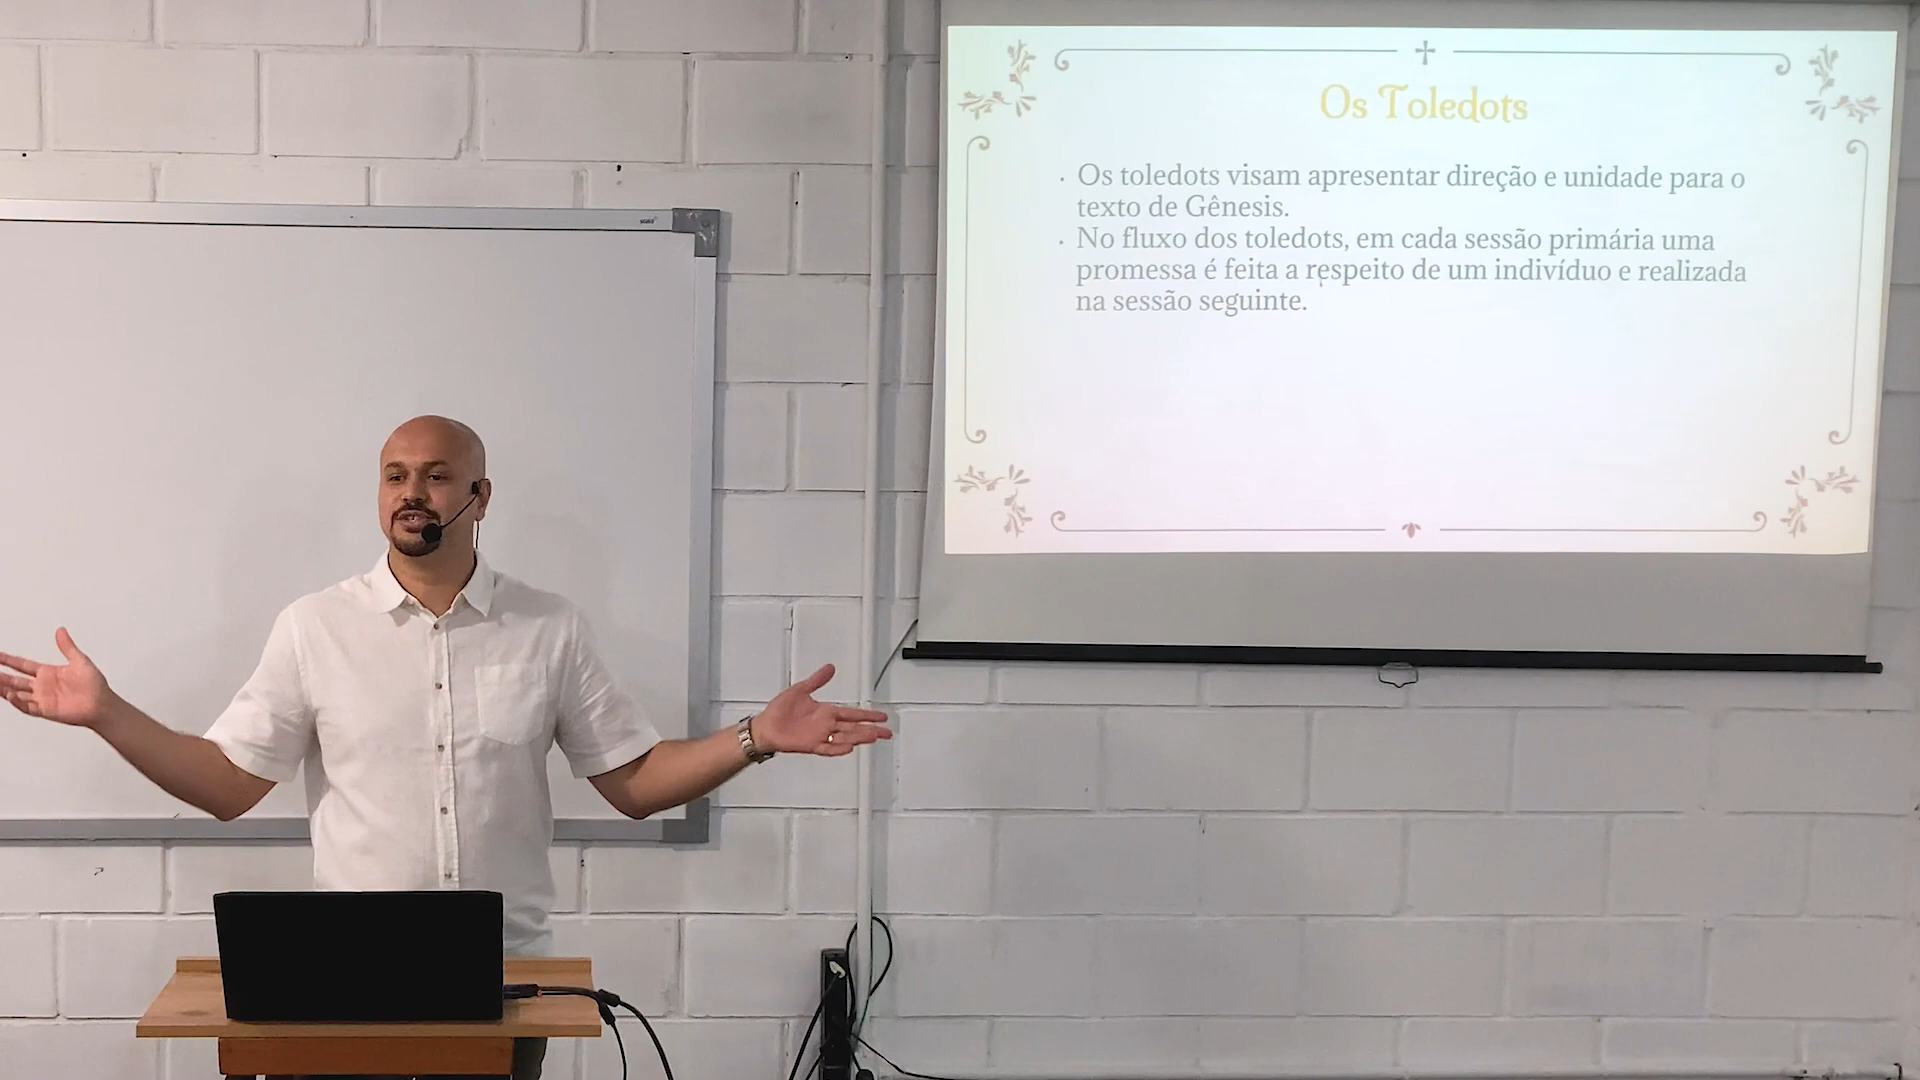 Os Toledots
· Os toledots visam apresentar direção e unidade para o
texto de Gênesis.
· No fluxo dos toledots, em cada sessão primária uma
promessa é feita a respeito de um indivíduo e realizada
na sessão seguinte.